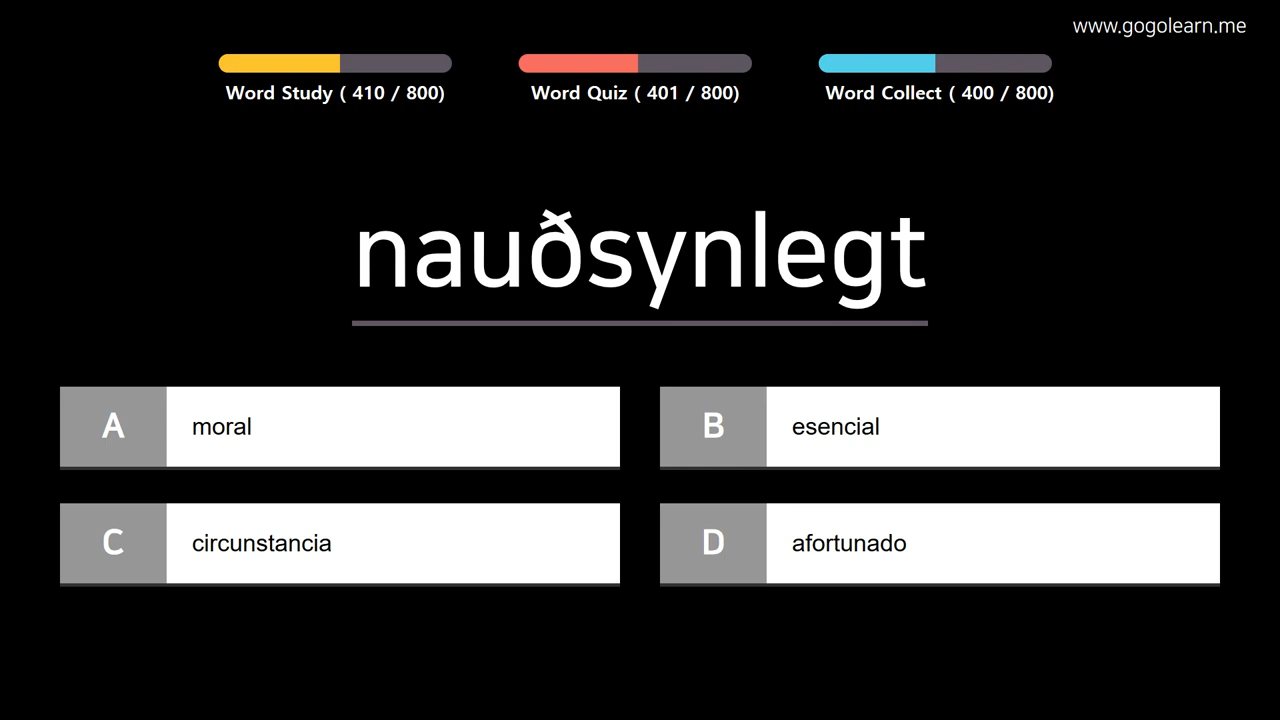 www.gogolearn.me
Word Study ( 410 / 800)
Word Quiz ( 401 / 800)
Word Collect ( 400 / 800)
nauðsynlegt
A moral
B esencial
C circunstancia
D afortunado